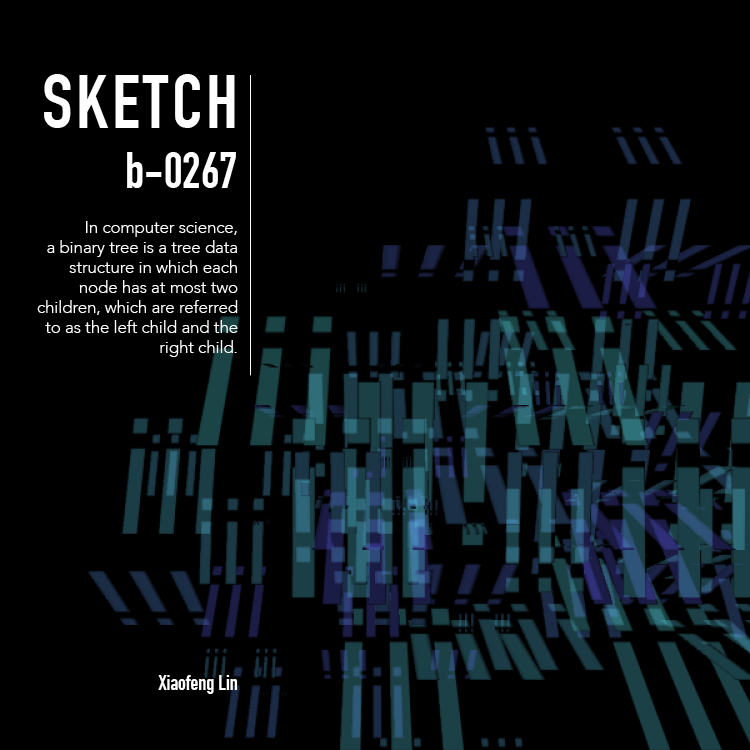 SKETCH
b-0267
In computer science,
a binary tree is a tree data
structure in which each
node has at most two
children, which are referred
to as the left child and the
right child.
Xiaofeng Lin